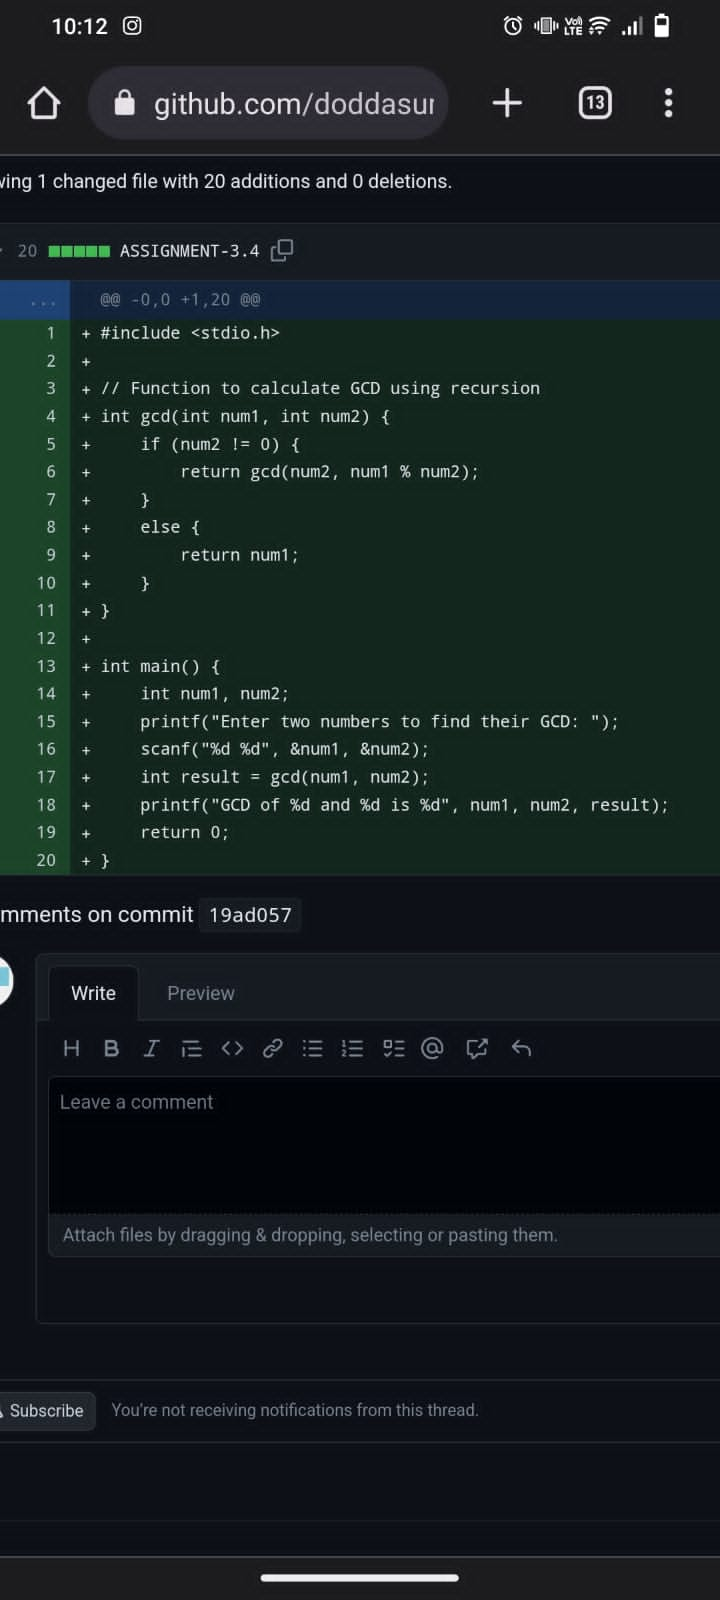 10:12
Vo) LTE
github.com/doddasur
13
wing 1 changed file with 20 additions and 0 deletions.
20 ASSIGNMENT-3.4
... @@ -0,0 +1,20 @@
1 + #include <stdio.h>
2 +
3 + // Function to calculate GCD using recursion
4 + int gcd(int num1, int num2) {
5 +     if (num2 != 0) {
6 +         return gcd(num2, num1 % num2);
7 +     }
8 +     else {
9 +         return num1;
10 +     }
11 + }
12 +
13 + int main() {
14 +     int num1, num2;
15 +     printf("Enter two numbers to find their GCD: ");
16 +     scanf("%d %d", &num1, &num2);
17 +     int result = gcd(num1, num2);
18 +     printf("GCD of %d and %d is %d", num1, num2, result);
19 +     return 0;
20 + }
mments on commit 19ad057
Write Preview
Leave a comment
Attach files by dragging & dropping, selecting or pasting them.
Subscribe You're not receiving notifications from this thread.